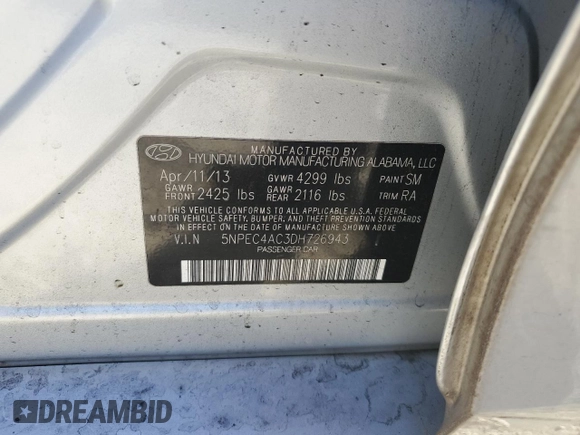 MANUFACTURED BY
HYUNDAI MOTOR MANUFACTURING ALABAMA, LLC
Apr/11/13 GVWR 4299 lbs PAINT SM
GAWR FRONT 2425 lbs GAWR REAR 2116 lbs TRIM RA
THIS VEHICLE CONFORMS TO ALL APPLICABLE U.S.A. FEDERAL
MOTOR VEHICLE SAFETY, BUMPER, AND THEFT PREVENTION STANDARDS
IN EFFECT ON THE DATE OF MANUFACTURE SHOWN ABOVE.
V.I.N 5NPEC4AC3DH726943
PASSENGER CAR
DREAMBID